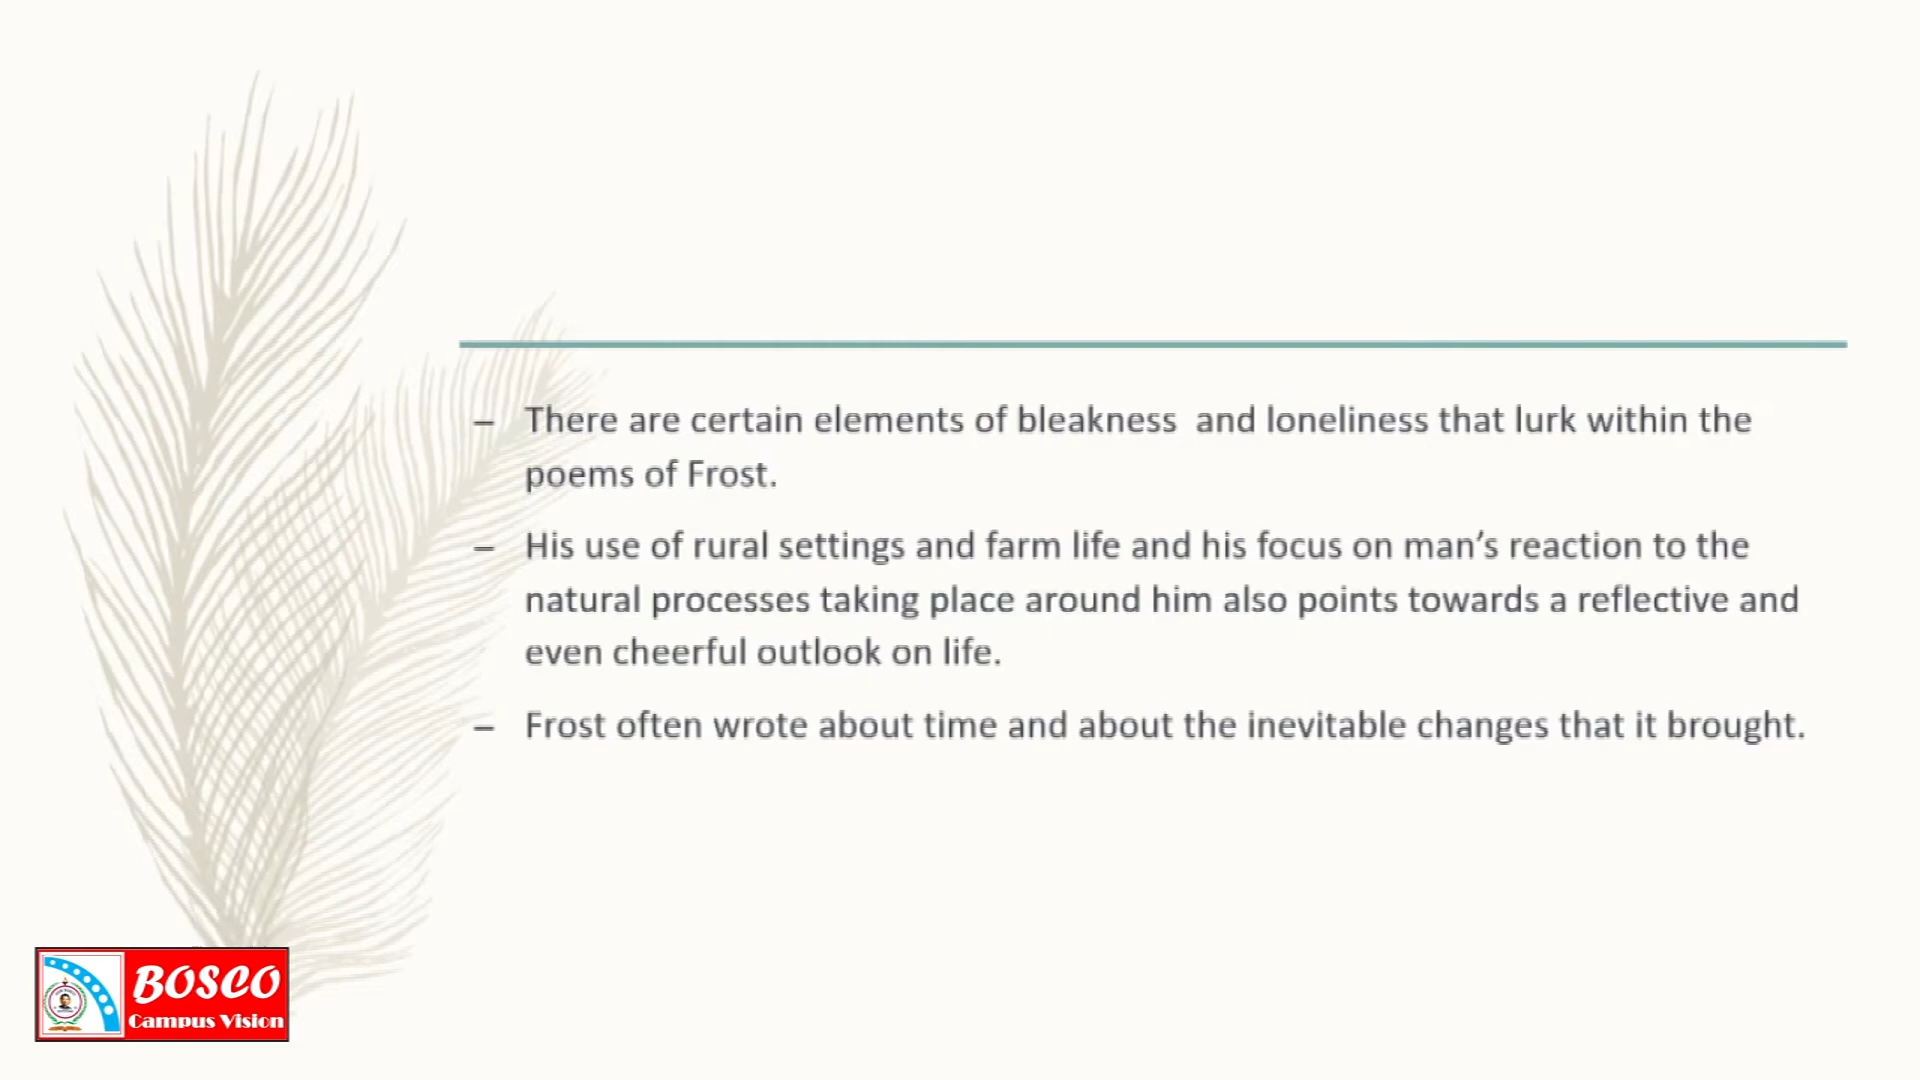 – There are certain elements of bleakness  and loneliness that lurk within the
poems of Frost.
– His use of rural settings and farm life and his focus on man’s reaction to the
natural processes taking place around him also points towards a reflective and
even cheerful outlook on life.
– Frost often wrote about time and about the inevitable changes that it brought.
BOSCO
Campus Vision